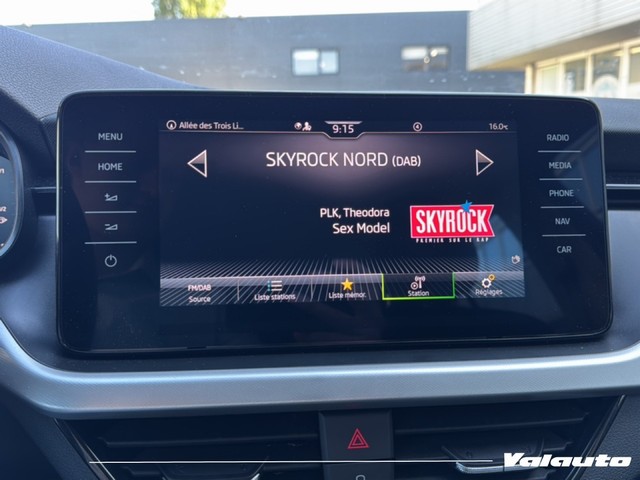 Allée des Trois Li...
9:15
16.0°C
MENU
HOME
RADIO
MEDIA
PHONE
NAV
CAR
SKYROCK NORD (DAB)
PLK, Theodora
Sex Model
SKYROCK
PREMIER SUR LE RAP
FM/DAB
Source
Liste stations
Liste mémor.
Station
Réglages
Valauto